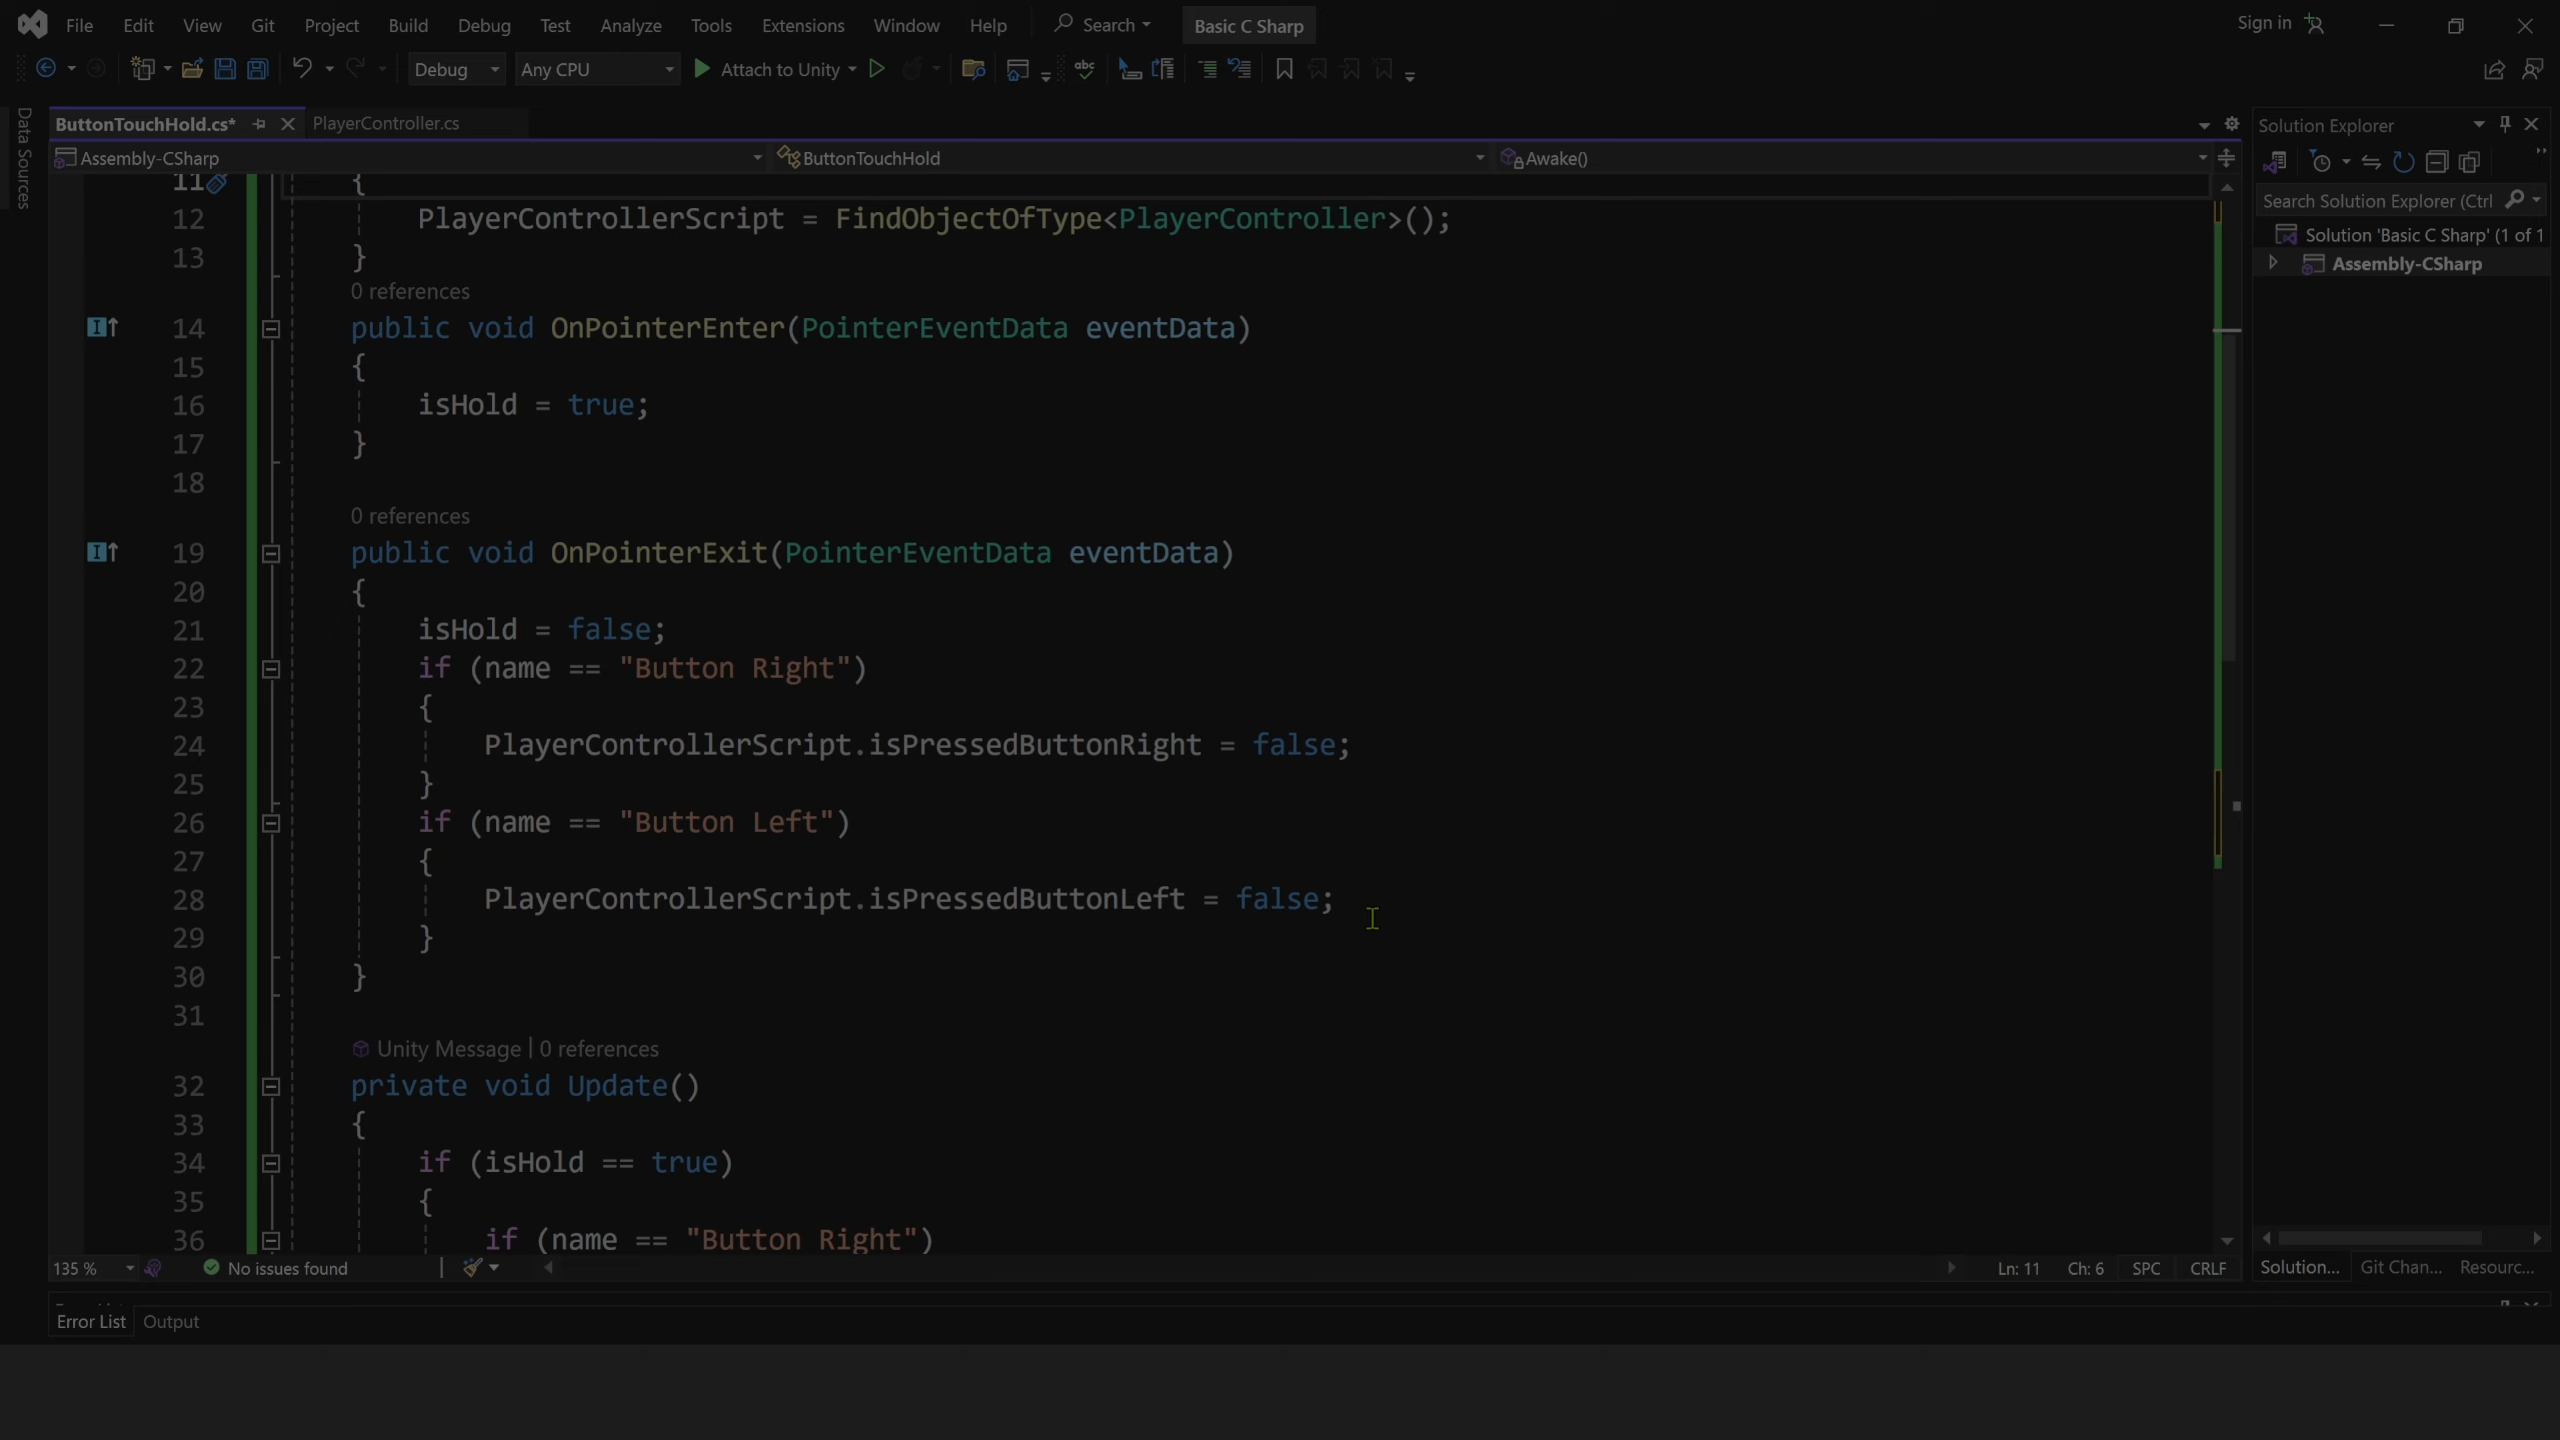 File Edit View Git Project Build Debug Test Analyze Tools Extensions Window Help Search Basic C Sharp Sign in
Debug Any CPU Attach to Unity
Data Sources
ButtonTouchHold.cs* PlayerController.cs
Assembly-CSharp ButtonTouchHold Awake()
11 {
12 PlayerControllerScript = FindObjectOfType<PlayerController>();
13 }
0 references
14 public void OnPointerEnter(PointerEventData eventData)
15 {
16 isHold = true;
17 }
18
0 references
19 public void OnPointerExit(PointerEventData eventData)
20 {
21 isHold = false;
22 if (name == "Button Right")
23 {
24 PlayerControllerScript.isPressedButtonRight = false;
25 }
26 if (name == "Button Left")
27 {
28 PlayerControllerScript.isPressedButtonLeft = false;
29 }
30 }
31
Unity Message | 0 references
32 private void Update()
33 {
34 if (isHold == true)
35 {
36 if (name == "Button Right")
135 % No issues found Ln: 11 Ch: 6 SPC CRLF
Error List Output
Solution Explorer
Search Solution Explorer (Ctrl
Solution 'Basic C Sharp' (1 of 1
Assembly-CSharp
Solution... Git Chan... Resourc...